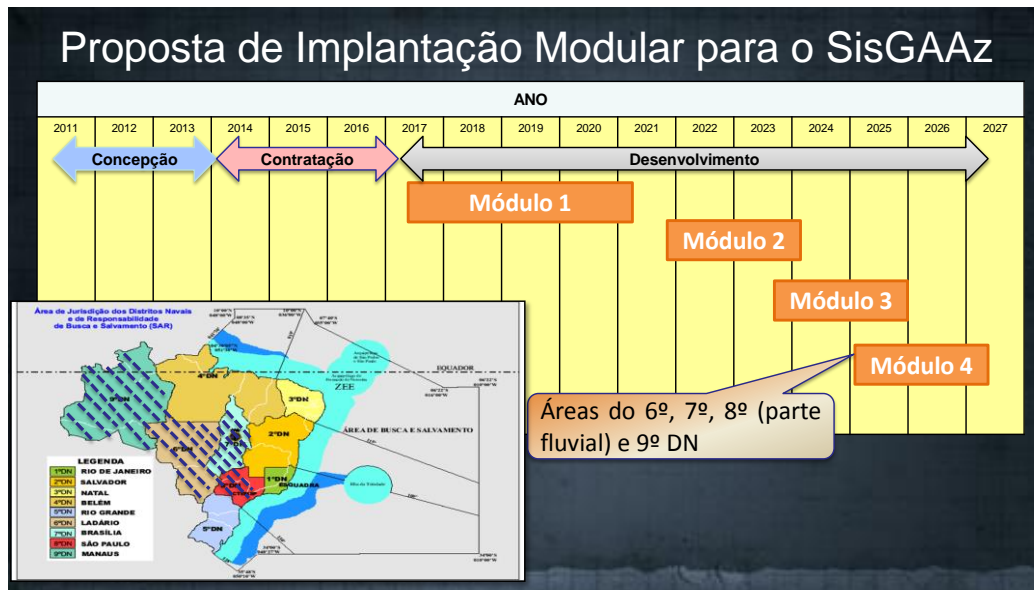 Proposta de Implantação Modular para o SisGAAz
ANO
2011 2012 2013 2014 2015 2016 2017 2018 2019 2020 2021 2022 2023 2024 2025 2026 2027
Concepção
Contratação
Desenvolvimento
Módulo 1
Módulo 2
Módulo 3
Módulo 4
Áreas do 6º, 7º, 8º (parte
fluvial) e 9º DN
Área de Jurisdição dos Distritos Navais
e de Responsabilidade
de Busca e Salvamento (SAR)
EQUADOR
ZEE
ÁREA DE BUSCA E SALVAMENTO
4ºDN
3ºDN
2ºDN
1ºDN
5ºDN
Ilha da Trindade
LEGENDA
1ºDN RIO DE JANEIRO
2ºDN SALVADOR
3ºDN NATAL
4ºDN BELÉM
5ºDN RIO GRANDE
6ºDN LADÁRIO
7ºDN BRASÍLIA
8ºDN SÃO PAULO
9ºDN MANAUS